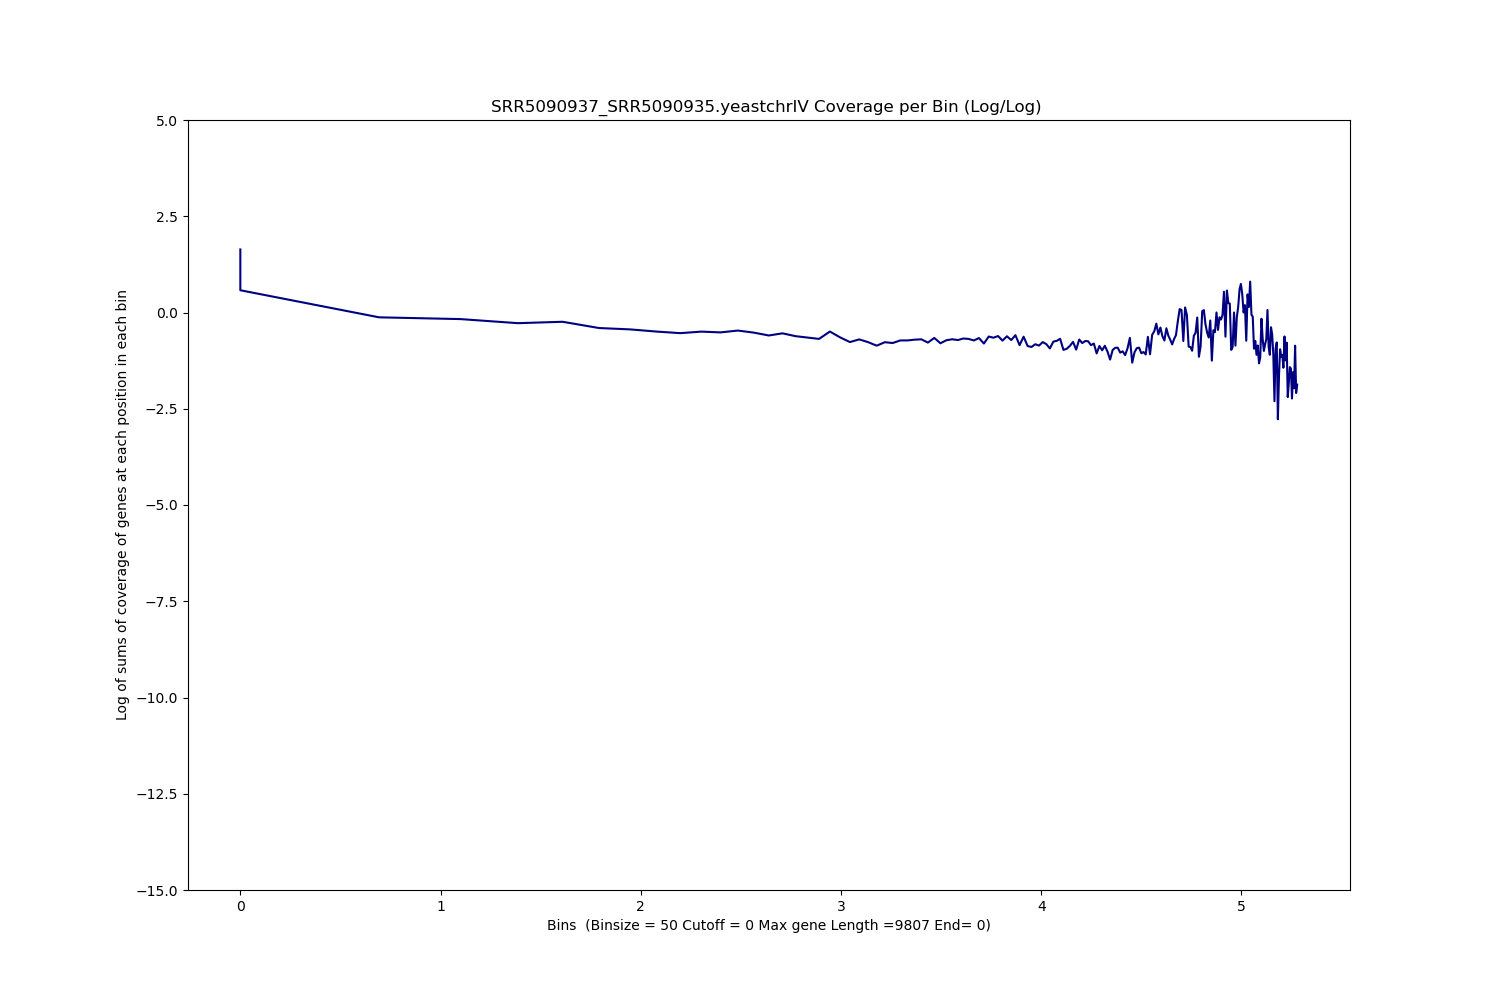 SRR5090937_SRR5090935.yeastchrIV Coverage per Bin (Log/Log)
Log of sums of coverage of genes at each position in each bin
5.0
2.5
0.0
−2.5
−5.0
−7.5
−10.0
−12.5
−15.0
0 1 2 3 4 5
Bins  (Binsize = 50 Cutoff = 0 Max gene Length =9807 End= 0)